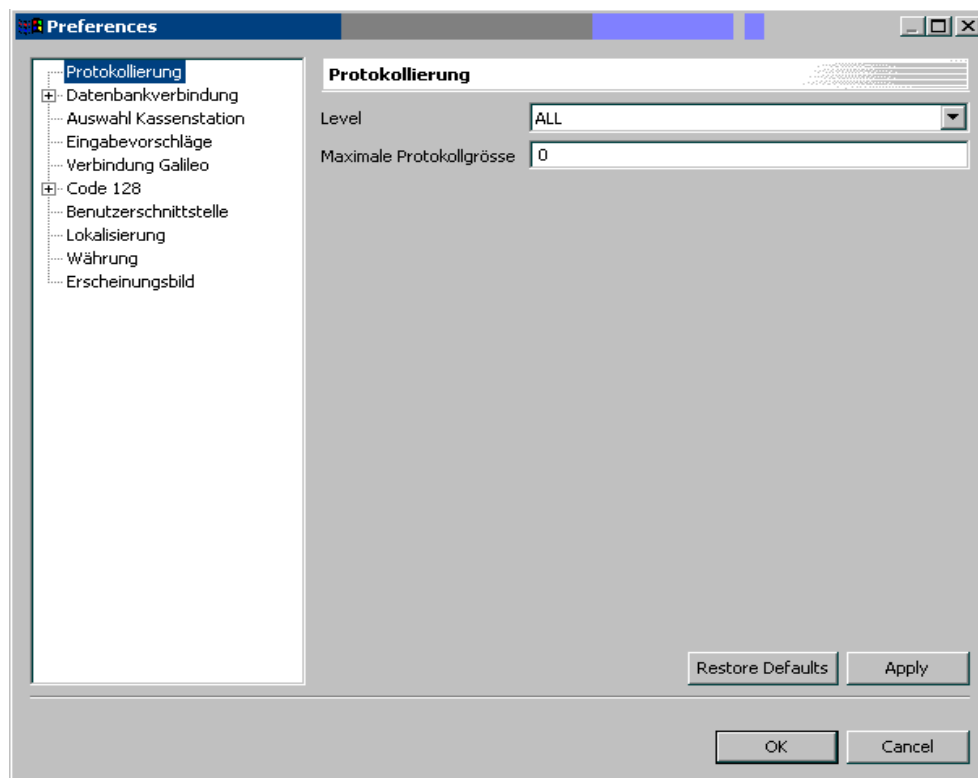 Preferences
Protokollierung
Datenbankverbindung
Auswahl Kassenstation
Eingabevorschläge
Verbindung Galileo
Code 128
Benutzerschnittstelle
Lokalisierung
Währung
Erscheinungsbild
Protokollierung
Level
ALL
Maximale Protokollgrösse
0
Restore Defaults
Apply
OK
Cancel